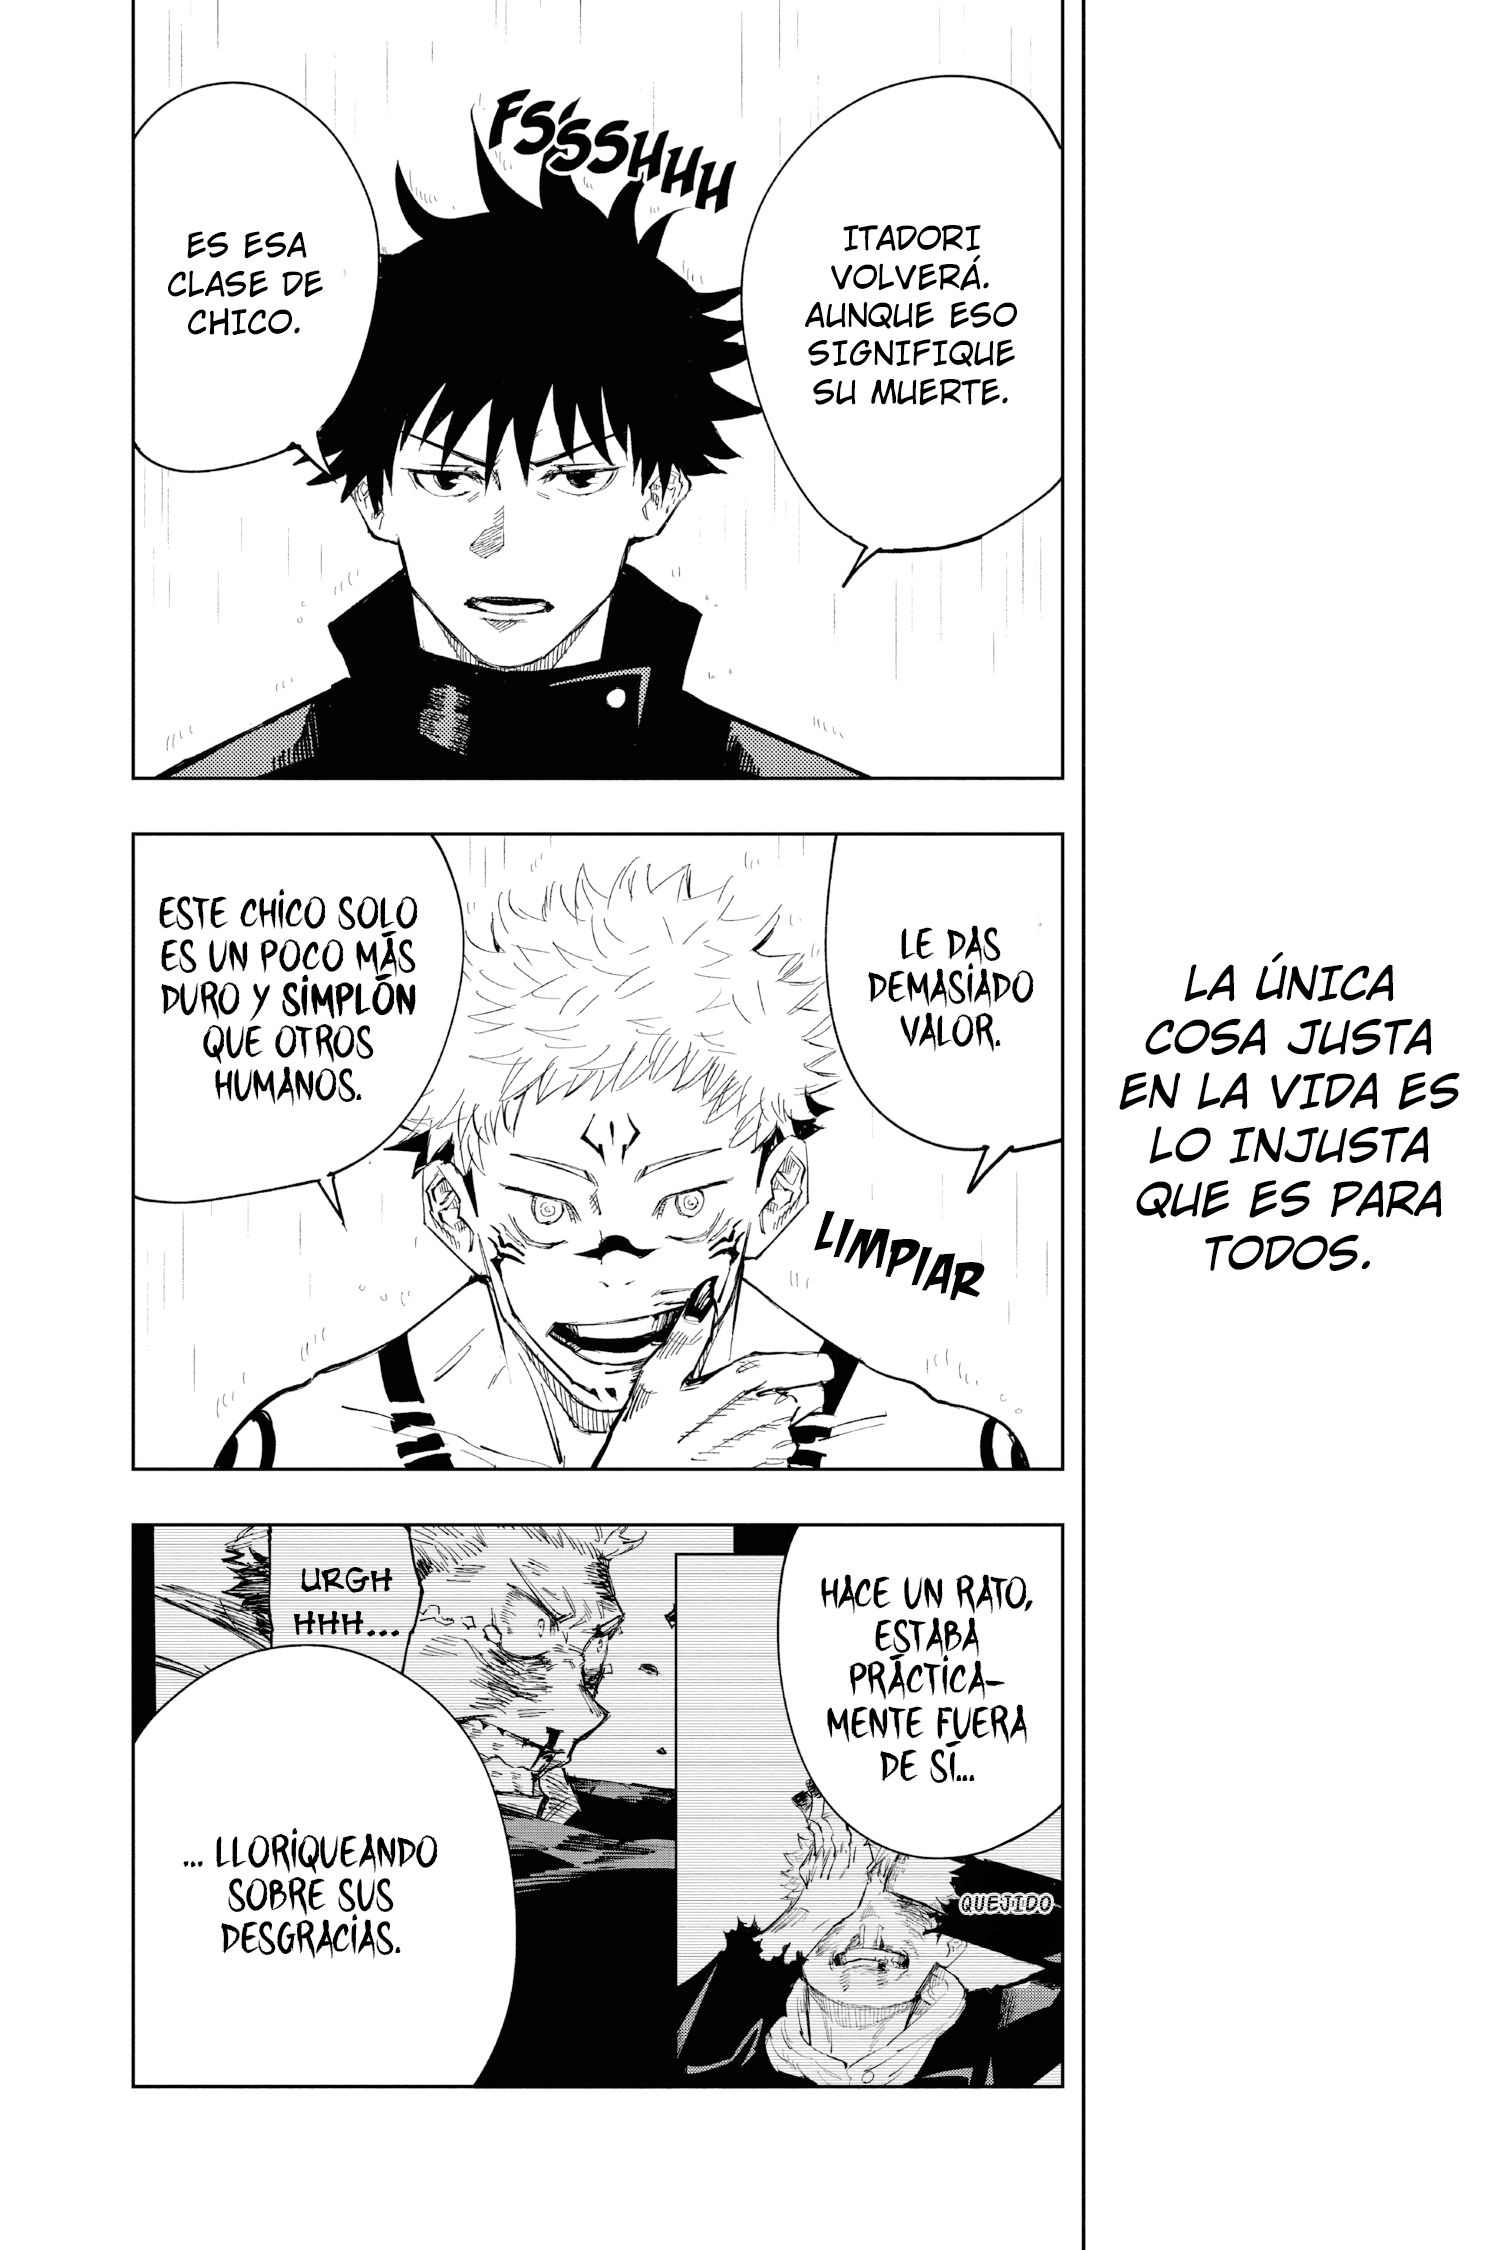 LA ÚNICA
COSA JUSTA
EN LA VIDA ES
LO INJUSTA
QUE ES PARA
TODOS.
ITADORI
VOLVERÁ.
AUNQUE ESO
SIGNIFIQUE
SU MUERTE.
FSSSHHH
ES ESA
CLASE DE
CHICO.
LE DAS
DEMASIADO
VALOR.
LIMPIAR
ESTE CHICO SOLO
ES UN POCO MÁS
DURO Y SIMPLÓN
QUE OTROS
HUMANOS.
HACE UN RATO,
ESTABA
PRÁCTICA-
MENTE FUERA
DE SÍ...
QUEJIDO
URGH
HHH...
... LLORIQUEANDO
SOBRE SUS
DESGRACIAS.